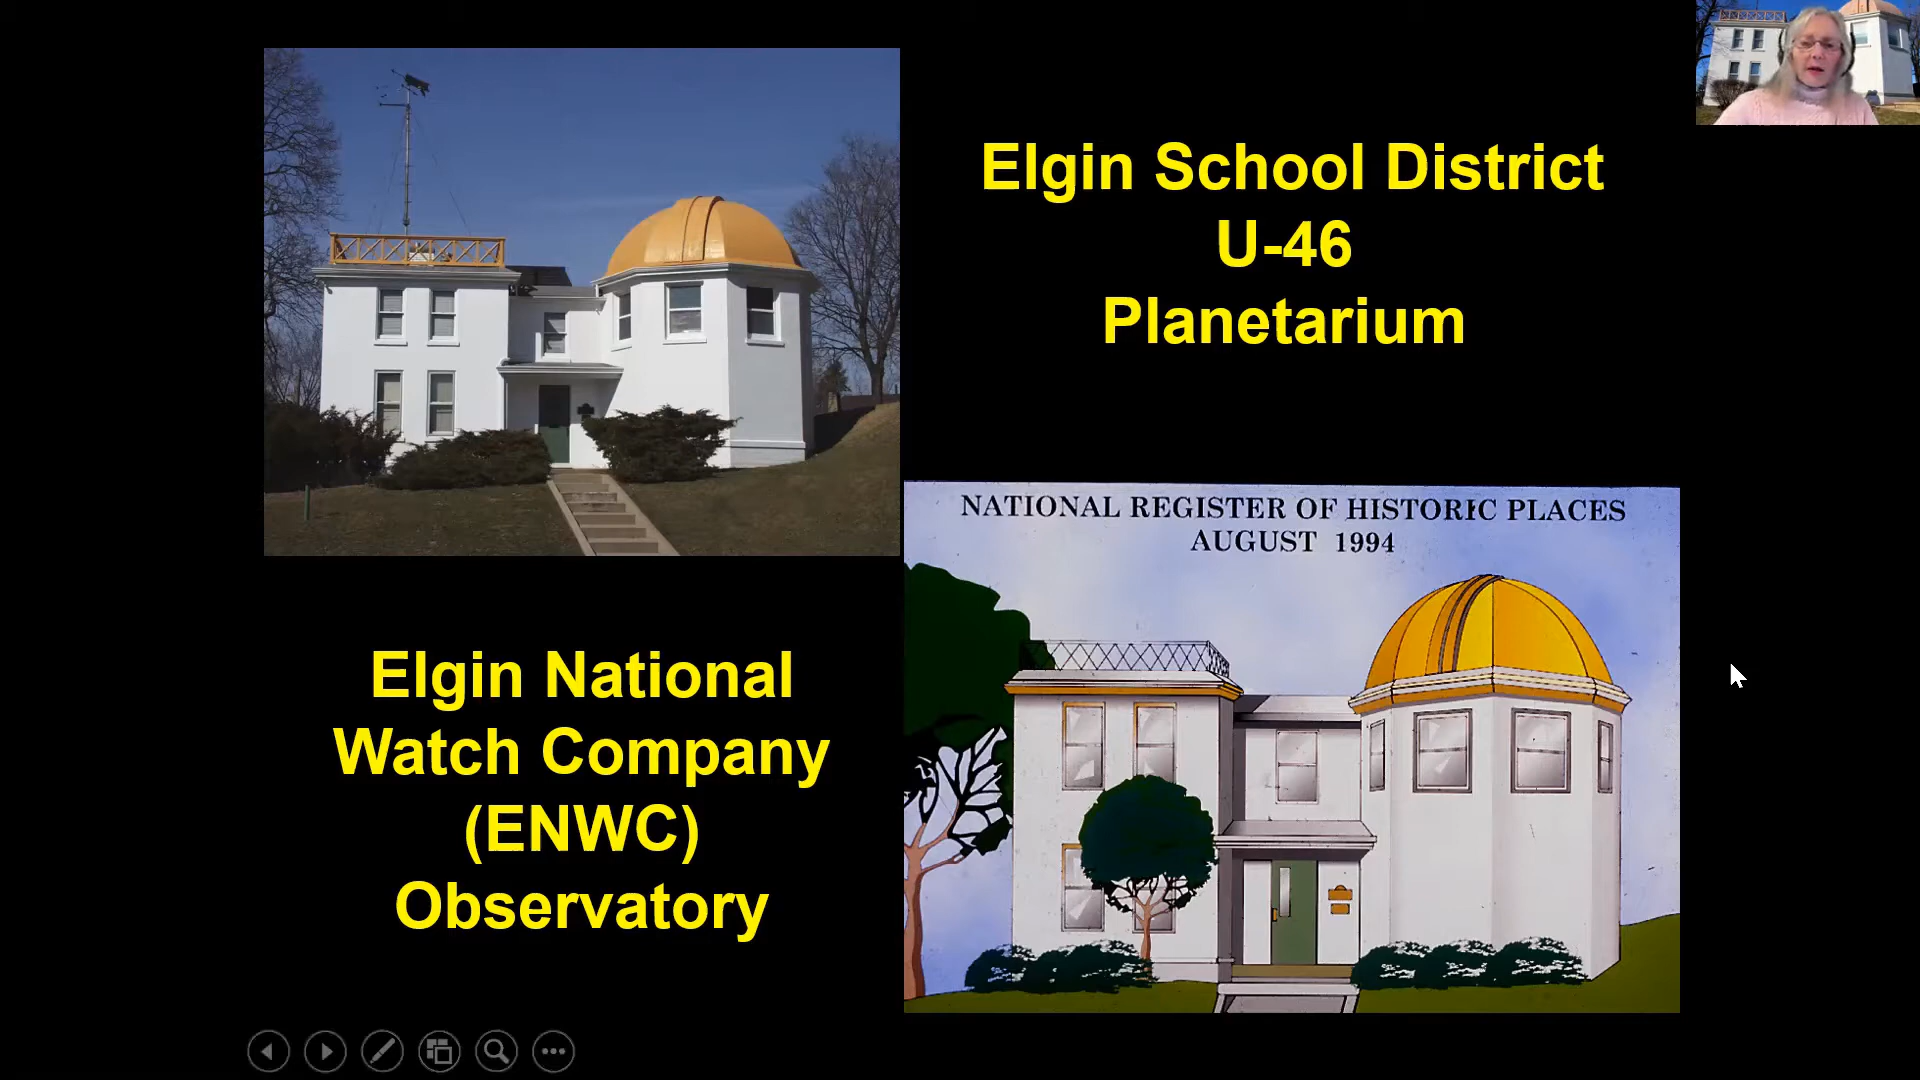 Elgin School District
U-46
Planetarium
NATIONAL REGISTER OF HISTORIC PLACES
AUGUST 1994
Elgin National
Watch Company
(ENWC)
Observatory